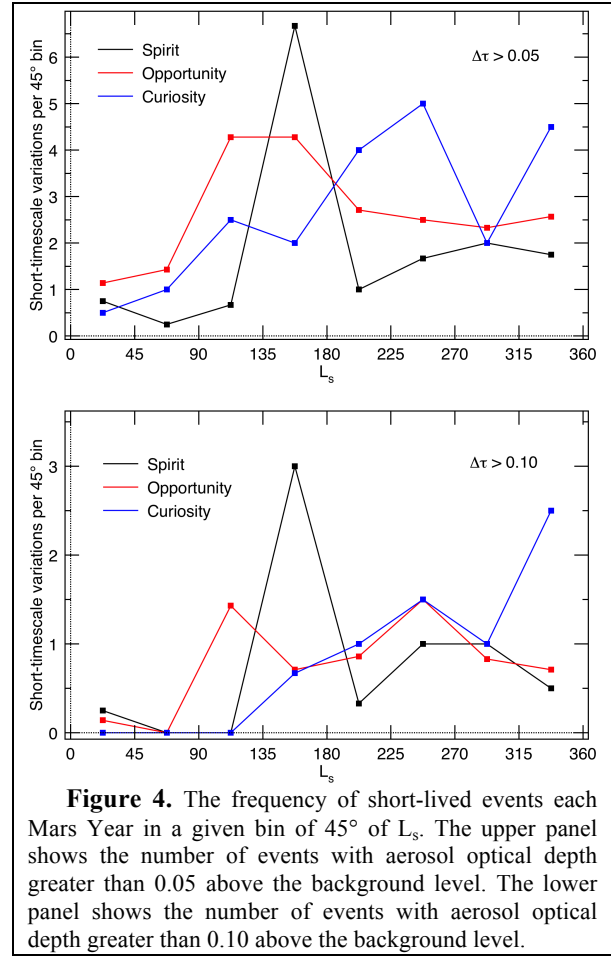 Short-timescale variations per 45° bin
6
5
4
3
2
1
0
Spirit
Opportunity
Curiosity
Δτ > 0.05
0 45 90 135 180 225 270 315 360
Ls
Short-timescale variations per 45° bin
3
2
1
0
Spirit
Opportunity
Curiosity
Δτ > 0.10
0 45 90 135 180 225 270 315 360
Ls
Figure 4. The frequency of short-lived events each
Mars Year in a given bin of 45° of Ls. The upper panel
shows the number of events with aerosol optical depth
greater than 0.05 above the background level. The lower
panel shows the number of events with aerosol optical
depth greater than 0.10 above the background level.